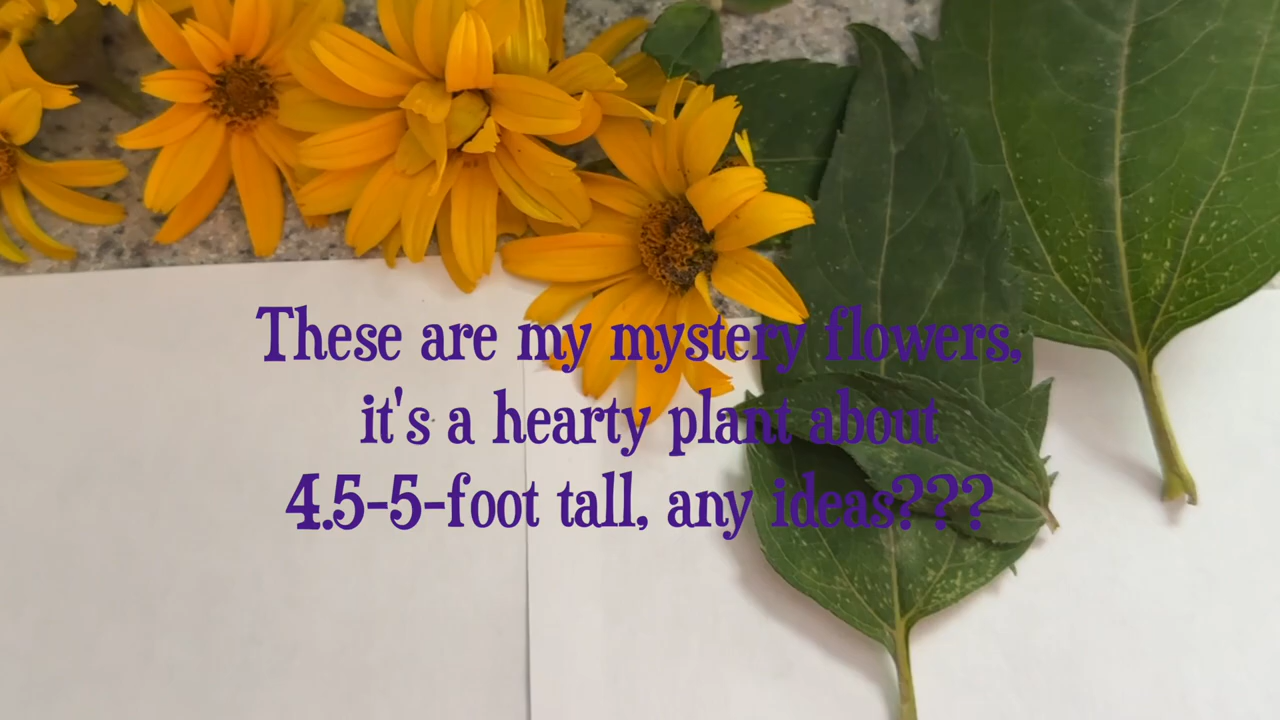 These are my mystery flowers,
it's a hearty plant about
4.5-5-foot tall, any ideas???